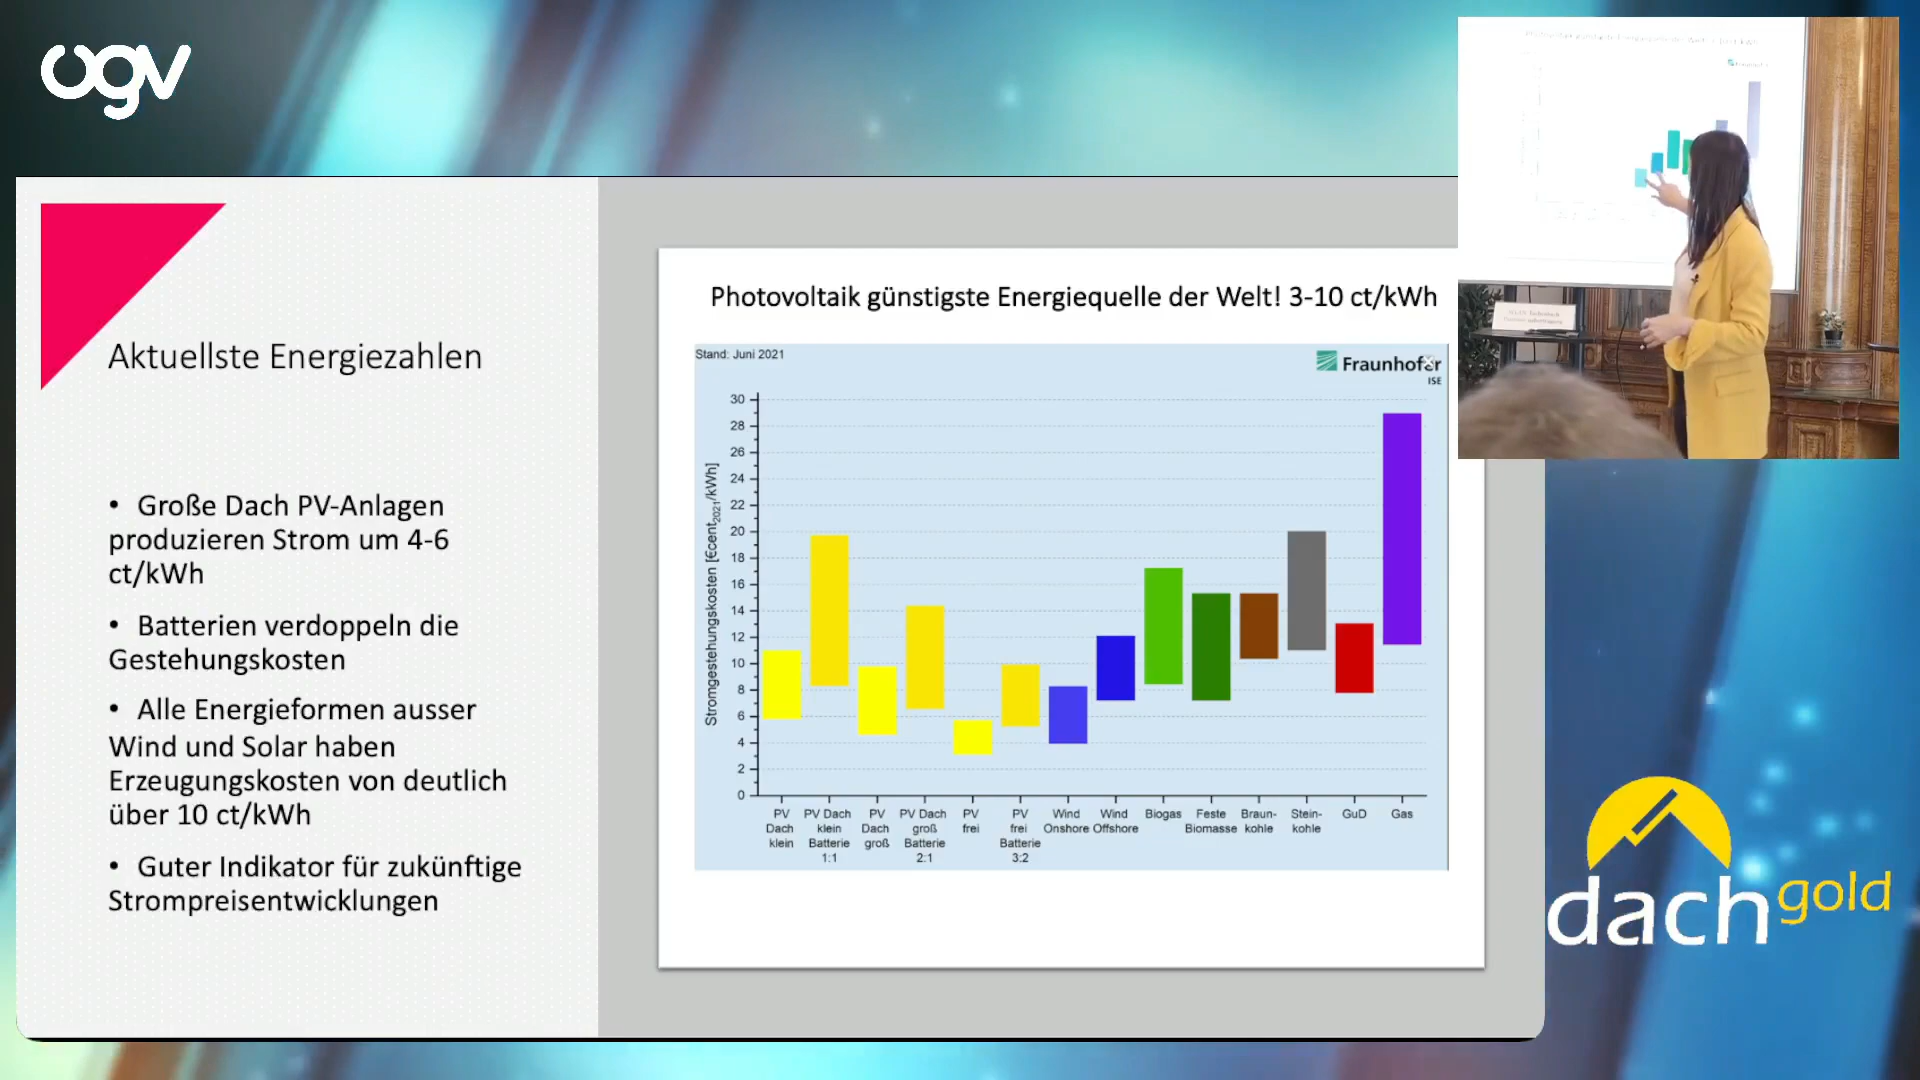 ogv
Aktuellste Energiezahlen
• Große Dach PV-Anlagen
produzieren Strom um 4-6
ct/kWh
• Batterien verdoppeln die
Gestehungskosten
• Alle Energieformen ausser
Wind und Solar haben
Erzeugungskosten von deutlich
über 10 ct/kWh
• Guter Indikator für zukünftige
Strompreisentwicklungen
Photovoltaik günstigste Energiequelle der Welt! 3-10 ct/kWh
Stand: Juni 2021
Fraunhofer
ISE
Stromgestehungskosten [€cent2021/kWh]
30
28
26
24
22
20
18
16
14
12
10
8
6
4
2
0
PV Dach klein
PV Dach klein Batterie 1:1
PV Dach groß
PV Dach groß Batterie 2:1
PV frei
PV frei Batterie 3:2
Wind Onshore
Wind Offshore
Biogas
Feste Biomasse
Braun-kohle
Stein-kohle
GuD
Gas
dachgold